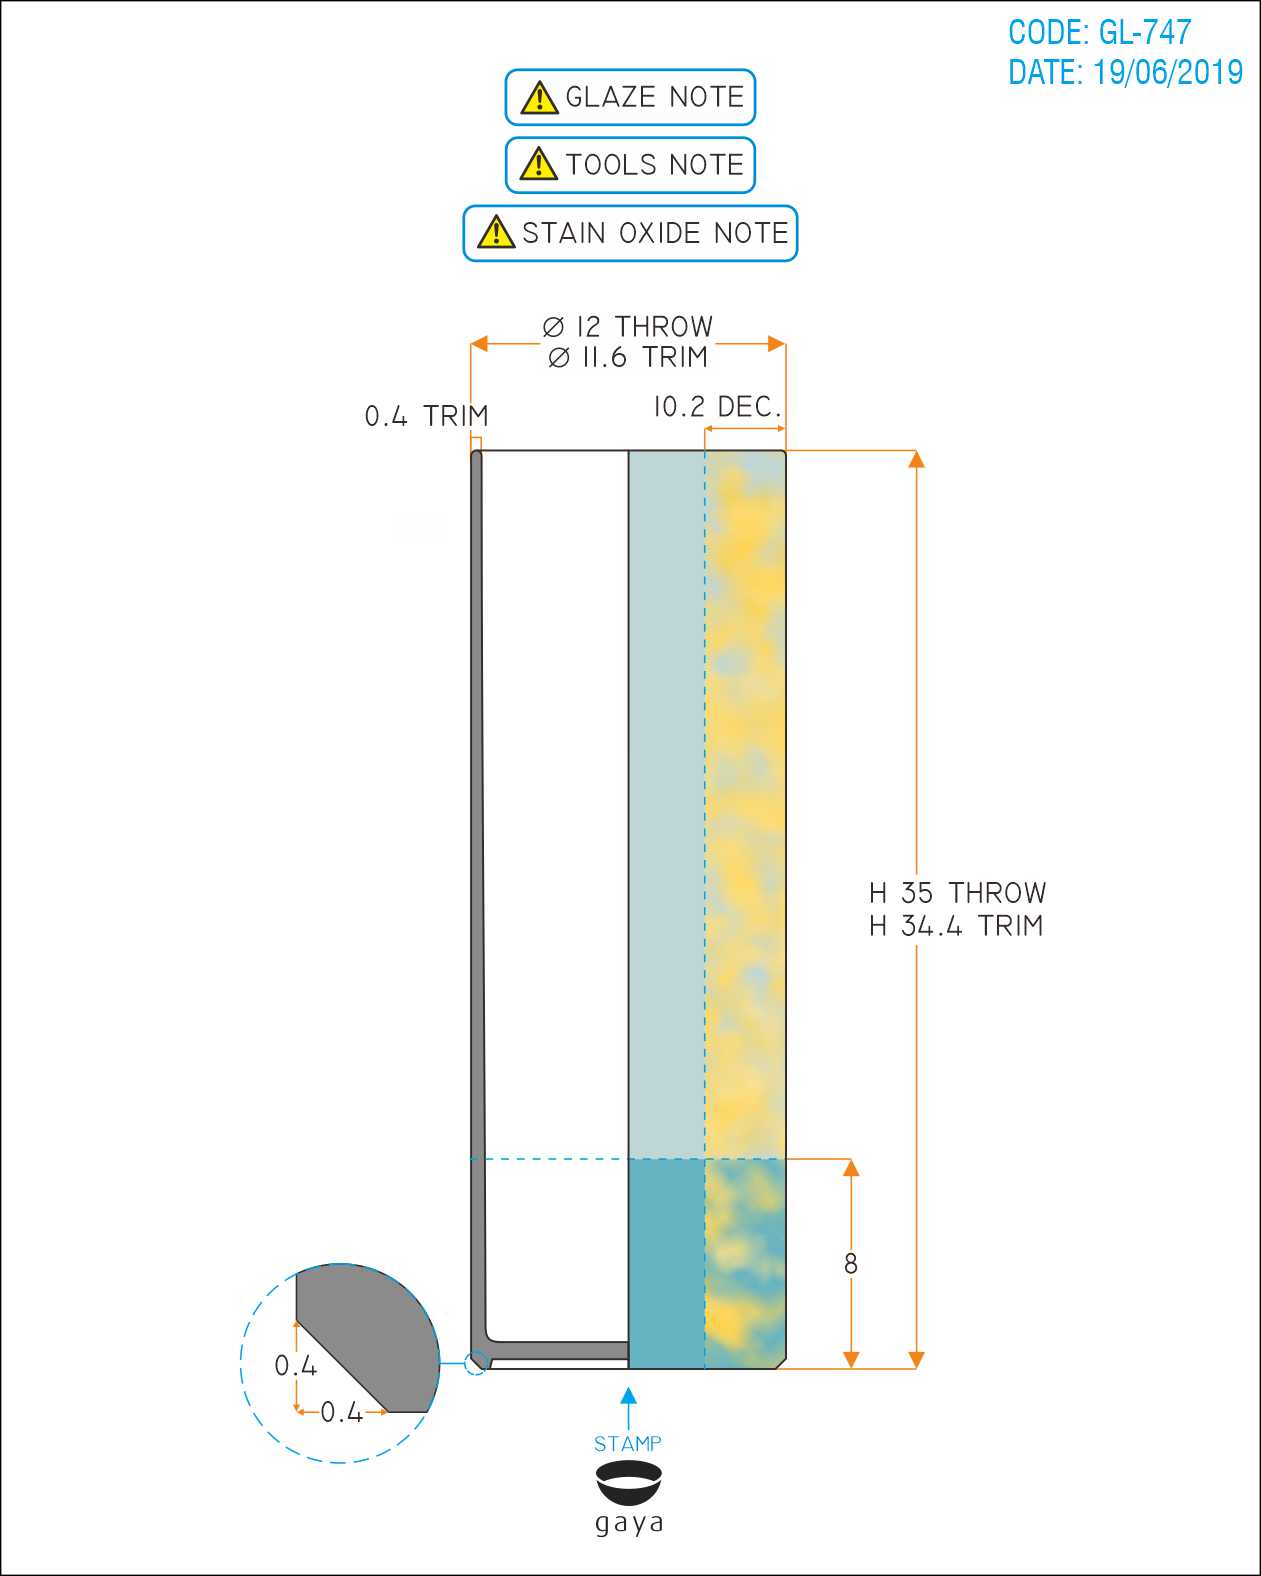 CODE: GL-747
DATE: 19/06/2019
GLAZE NOTE
TOOLS NOTE
STAIN OXIDE NOTE
Ø 12 THROW
Ø 11.6 TRIM
0.4 TRIM
10.2 DEC.
H 35 THROW
H 34.4 TRIM
8
0.4
0.4
STAMP
gaya